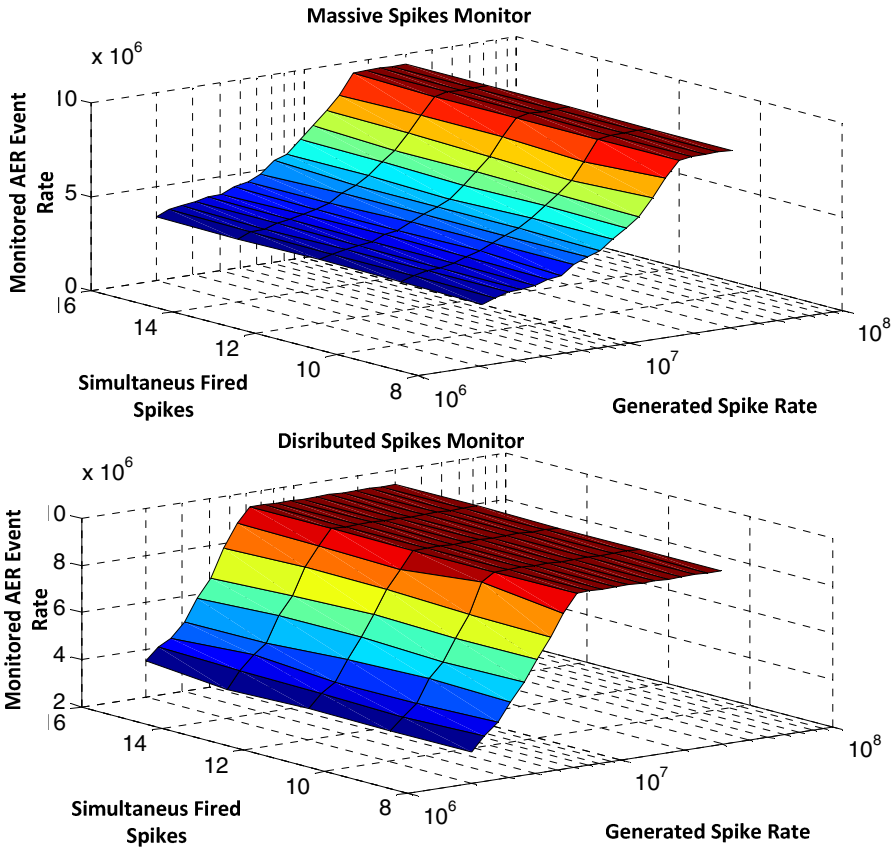 Massive Spikes Monitor
x 10^6
10
5
0
16
14
12
10
8
10^6
10^7
10^8
Monitored AER Event
Rate
Simultaneus Fired
Spikes
Generated Spike Rate
Disributed Spikes Monitor
x 10^6
0
8
6
4
2
6
14
12
10
8
10^6
10^7
10^8
Monitored AER Event
Rate
Simultaneus Fired
Spikes
Generated Spike Rate